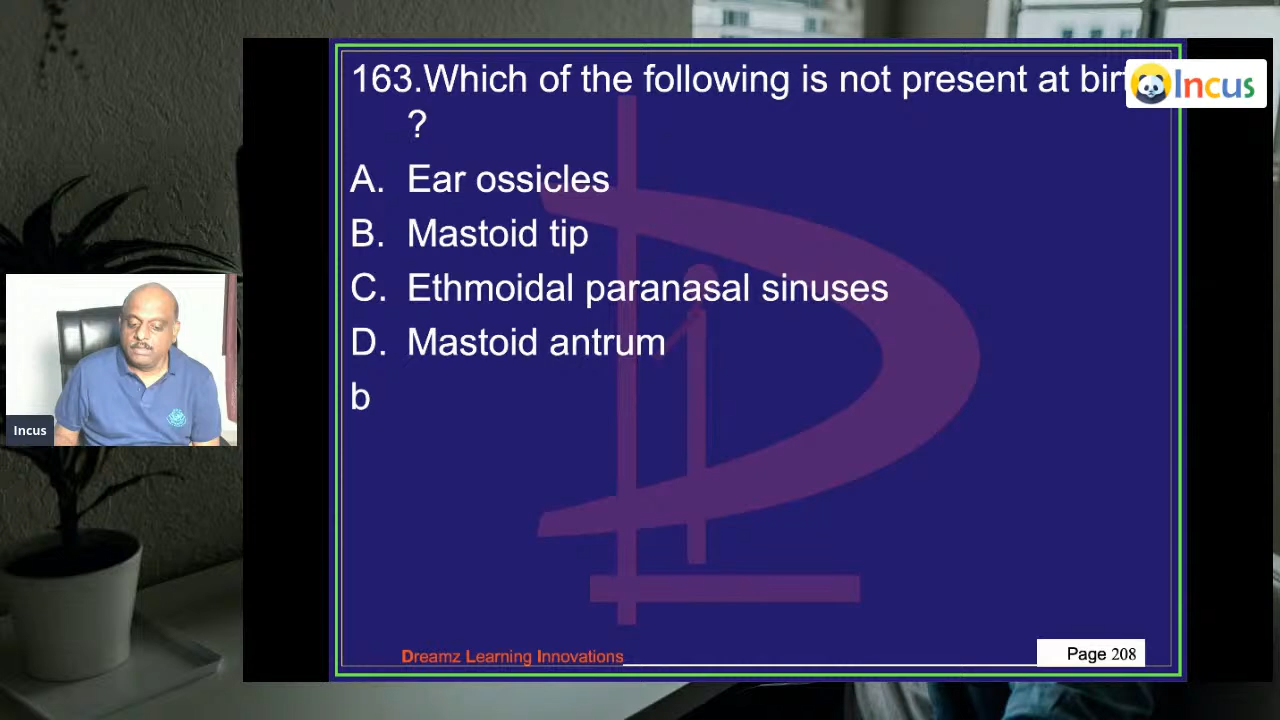 163.Which of the following is not present at
Incus
?
A. Ear ossicles
B. Mastoid tip
C. Ethmoidal paranasal sinuses
D. Mastoid antrum
b
Incus
Dreamz Learning Innovations
Page 208